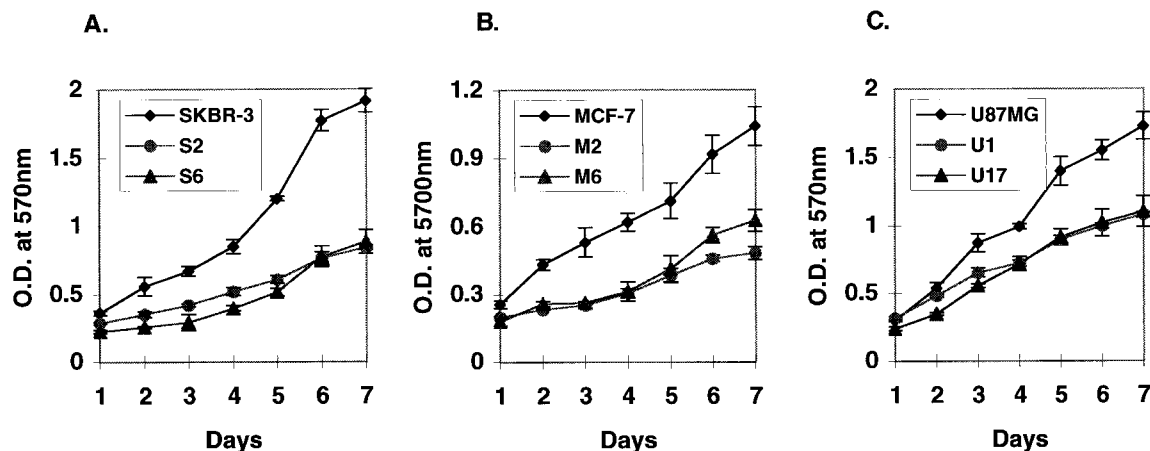 A.
O.D. at 570nm
2
1.5
1
0.5
0
SKBR-3
S2
S6
1 2 3 4 5 6 7
Days
B.
O.D. at 5700nm
1.2
0.9
0.6
0.3
0
MCF-7
M2
M6
1 2 3 4 5 6 7
Days
C.
O.D. at 570nm
2
1.5
1
0.5
0
U87MG
U1
U17
1 2 3 4 5 6 7
Days